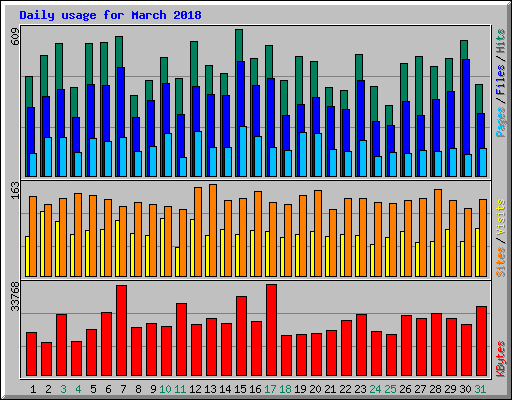 Daily usage for March 2018
609
Pages / Files / Hits
163
Sites / Visits
33768
KBytes
1 2 3 4 5 6 7 8 9 10 11 12 13 14 15 16 17 18 19 20 21 22 23 24 25 26 27 28 29 30 31